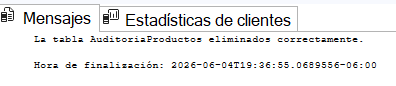 Mensajes Estadísticas de clientes
La tabla AuditoriaProductos eliminados correctamente.
Hora de finalización: 2026-06-04T19:36:55.0689556-06:00